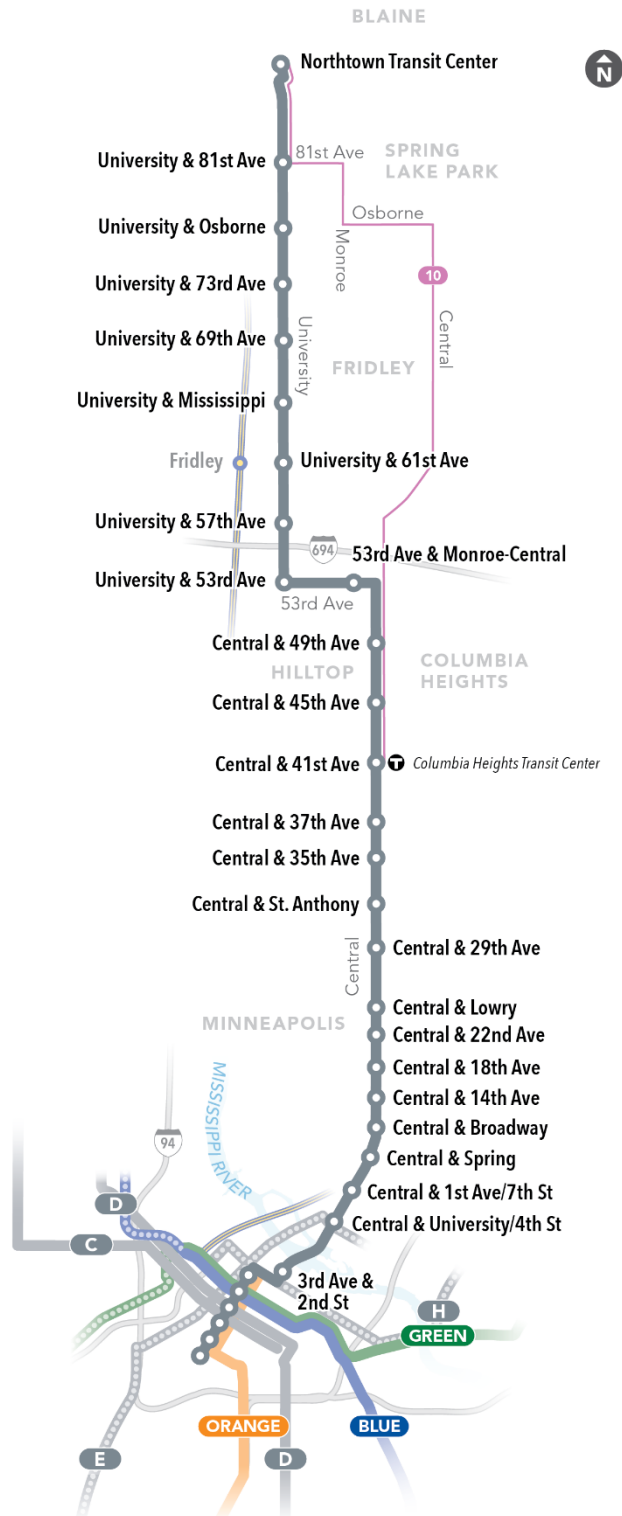 BLAINE
Northtown Transit Center
N
University & 81st Ave
81st Ave
SPRING
LAKE PARK
University & Osborne
Osborne
Monroe
University & 73rd Ave
10
University
Central
University & 69th Ave
FRIDLEY
University & Mississippi
Fridley
University & 61st Ave
University & 57th Ave
694
53rd Ave & Monroe-Central
University & 53rd Ave
53rd Ave
Central & 49th Ave
HILLTOP
COLUMBIA
HEIGHTS
Central & 45th Ave
Central & 41st Ave
T
Columbia Heights Transit Center
Central & 37th Ave
Central & 35th Ave
Central & St. Anthony
Central
Central & 29th Ave
Central & Lowry
MINNEAPOLIS
Central & 22nd Ave
Central & 18th Ave
Central & 14th Ave
MISSISSIPPI RIVER
Central & Broadway
94
Central & Spring
Central & 1st Ave/7th St
D
Central & University/4th St
C
3rd Ave &
2nd St
H
GREEN
ORANGE
BLUE
E
D